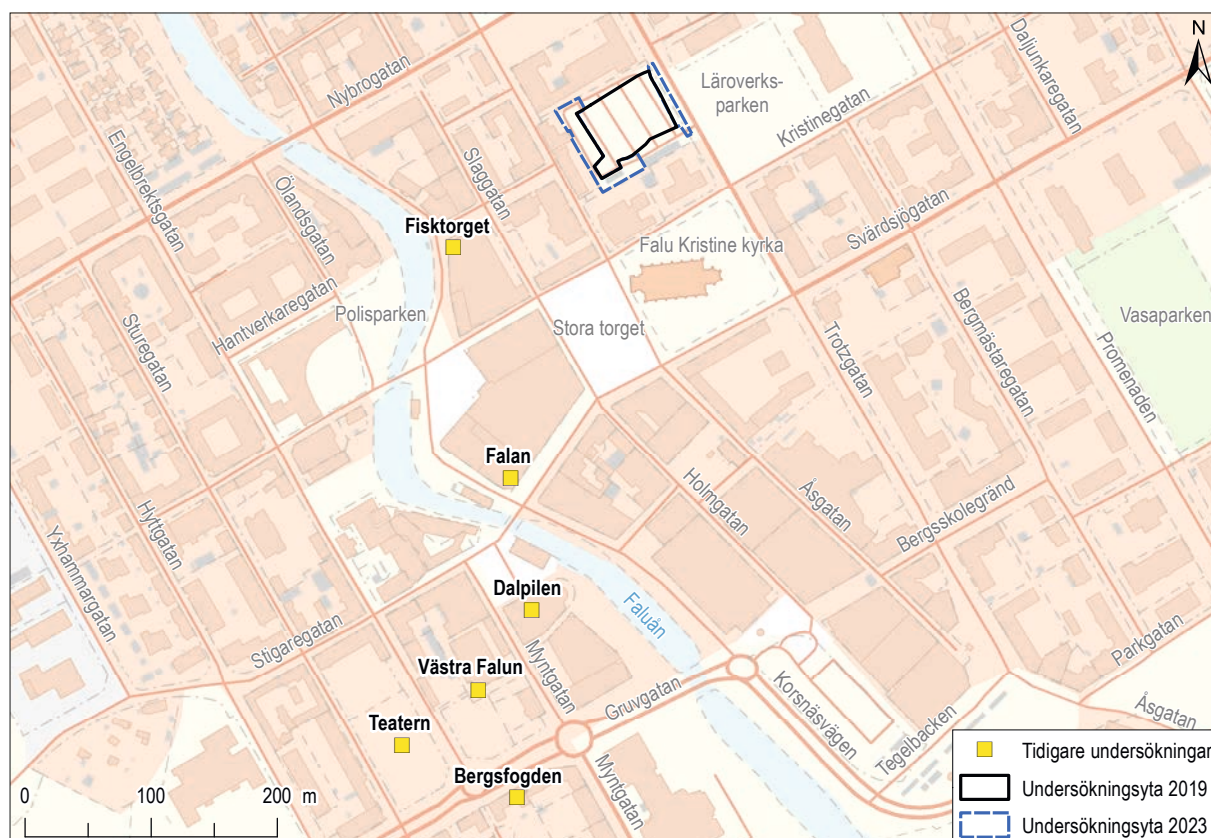 N
Nybrogatan
Läroverks-
parken
Daljunkaregatan
Kristinegatan
Engelbrektsgatan
Ölandsgatan
Slaggatan
Fisktorget
Falu Kristine kyrka
Svärdsjögatan
Hantverkaregatan
Polisparken
Stora torget
Sturegatan
Trotzgatan
Bergmästaregatan
Promenaden
Vasaparken
Falan
Holmgatan
Åsgatan
Bergsskolegränd
Hyttgatan
Yxhammargatan
Dalpilen
Faluån
Stigaregatan
Myntgatan
Västra Falun
Gruvgatan
Korsnäsvägen
Parkgatan
Åsgatan
Tegelbacken
Teatern
Bergsfogden
Myntgatan
0 100 200 m
Tidigare undersökningar
Undersökningsyta 2019
Undersökningsyta 2023